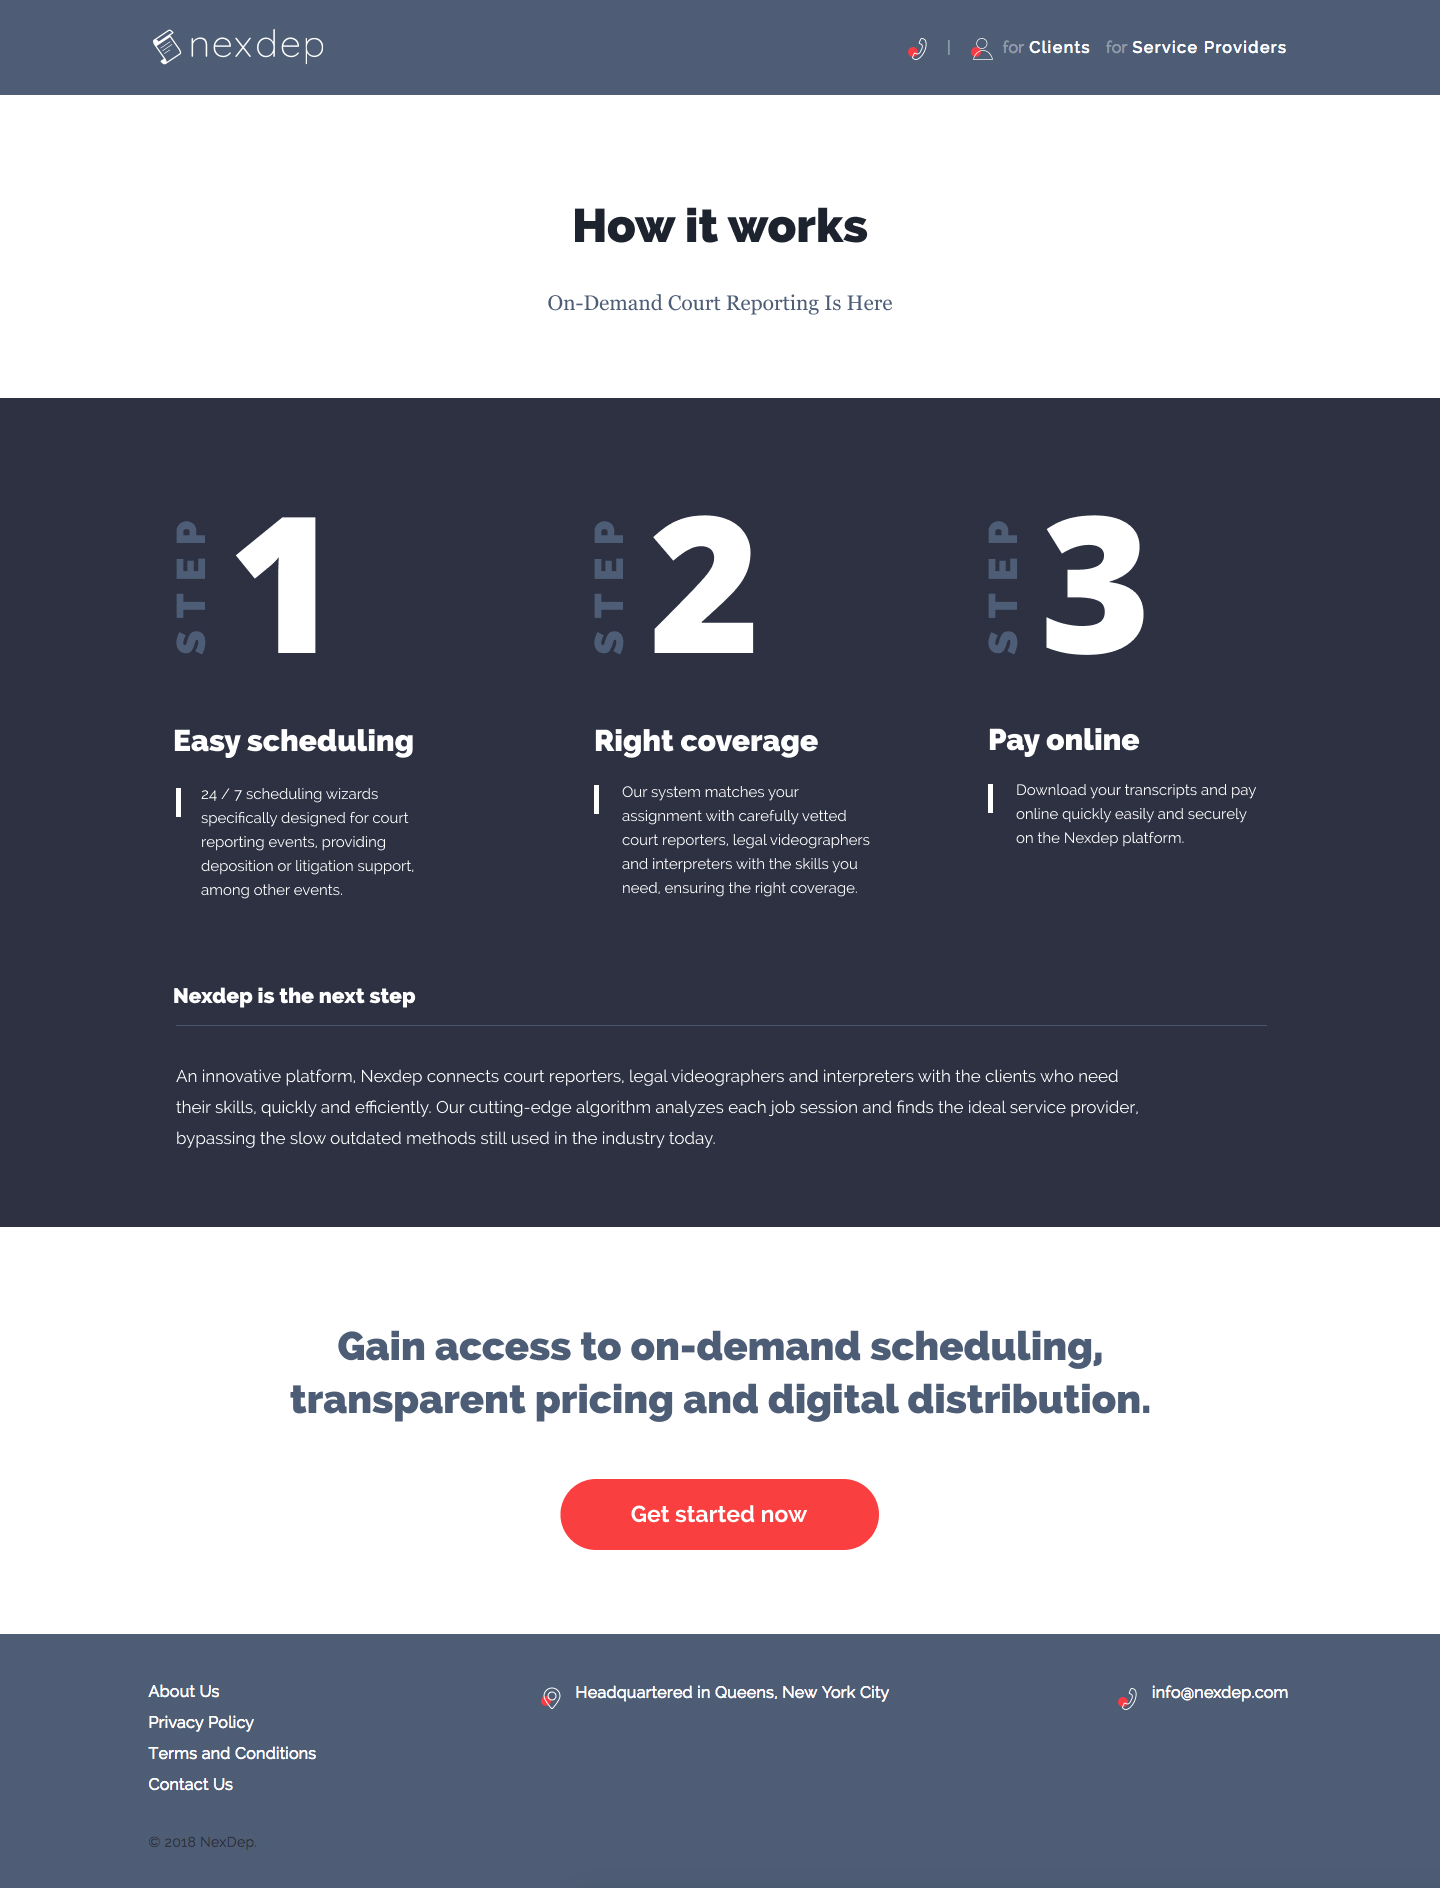 nexdep
| for Clients for Service Providers
How it works
On-Demand Court Reporting Is Here
STEP 1
Easy scheduling
24 / 7 scheduling wizards
specifically designed for court
reporting events, providing
deposition or litigation support,
among other events.
STEP 2
Right coverage
Our system matches your
assignment with carefully vetted
court reporters, legal videographers
and interpreters with the skills you
need, ensuring the right coverage.
STEP 3
Pay online
Download your transcripts and pay
online quickly easily and securely
on the Nexdep platform.
Nexdep is the next step
An innovative platform, Nexdep connects court reporters, legal videographers and interpreters with the clients who need
their skills, quickly and efficiently. Our cutting-edge algorithm analyzes each job session and finds the ideal service provider,
bypassing the slow outdated methods still used in the industry today.
Gain access to on-demand scheduling,
transparent pricing and digital distribution.
Get started now
About Us
Privacy Policy
Terms and Conditions
Contact Us
© 2018 NexDep.
Headquartered in Queens, New York City
info@nexdep.com